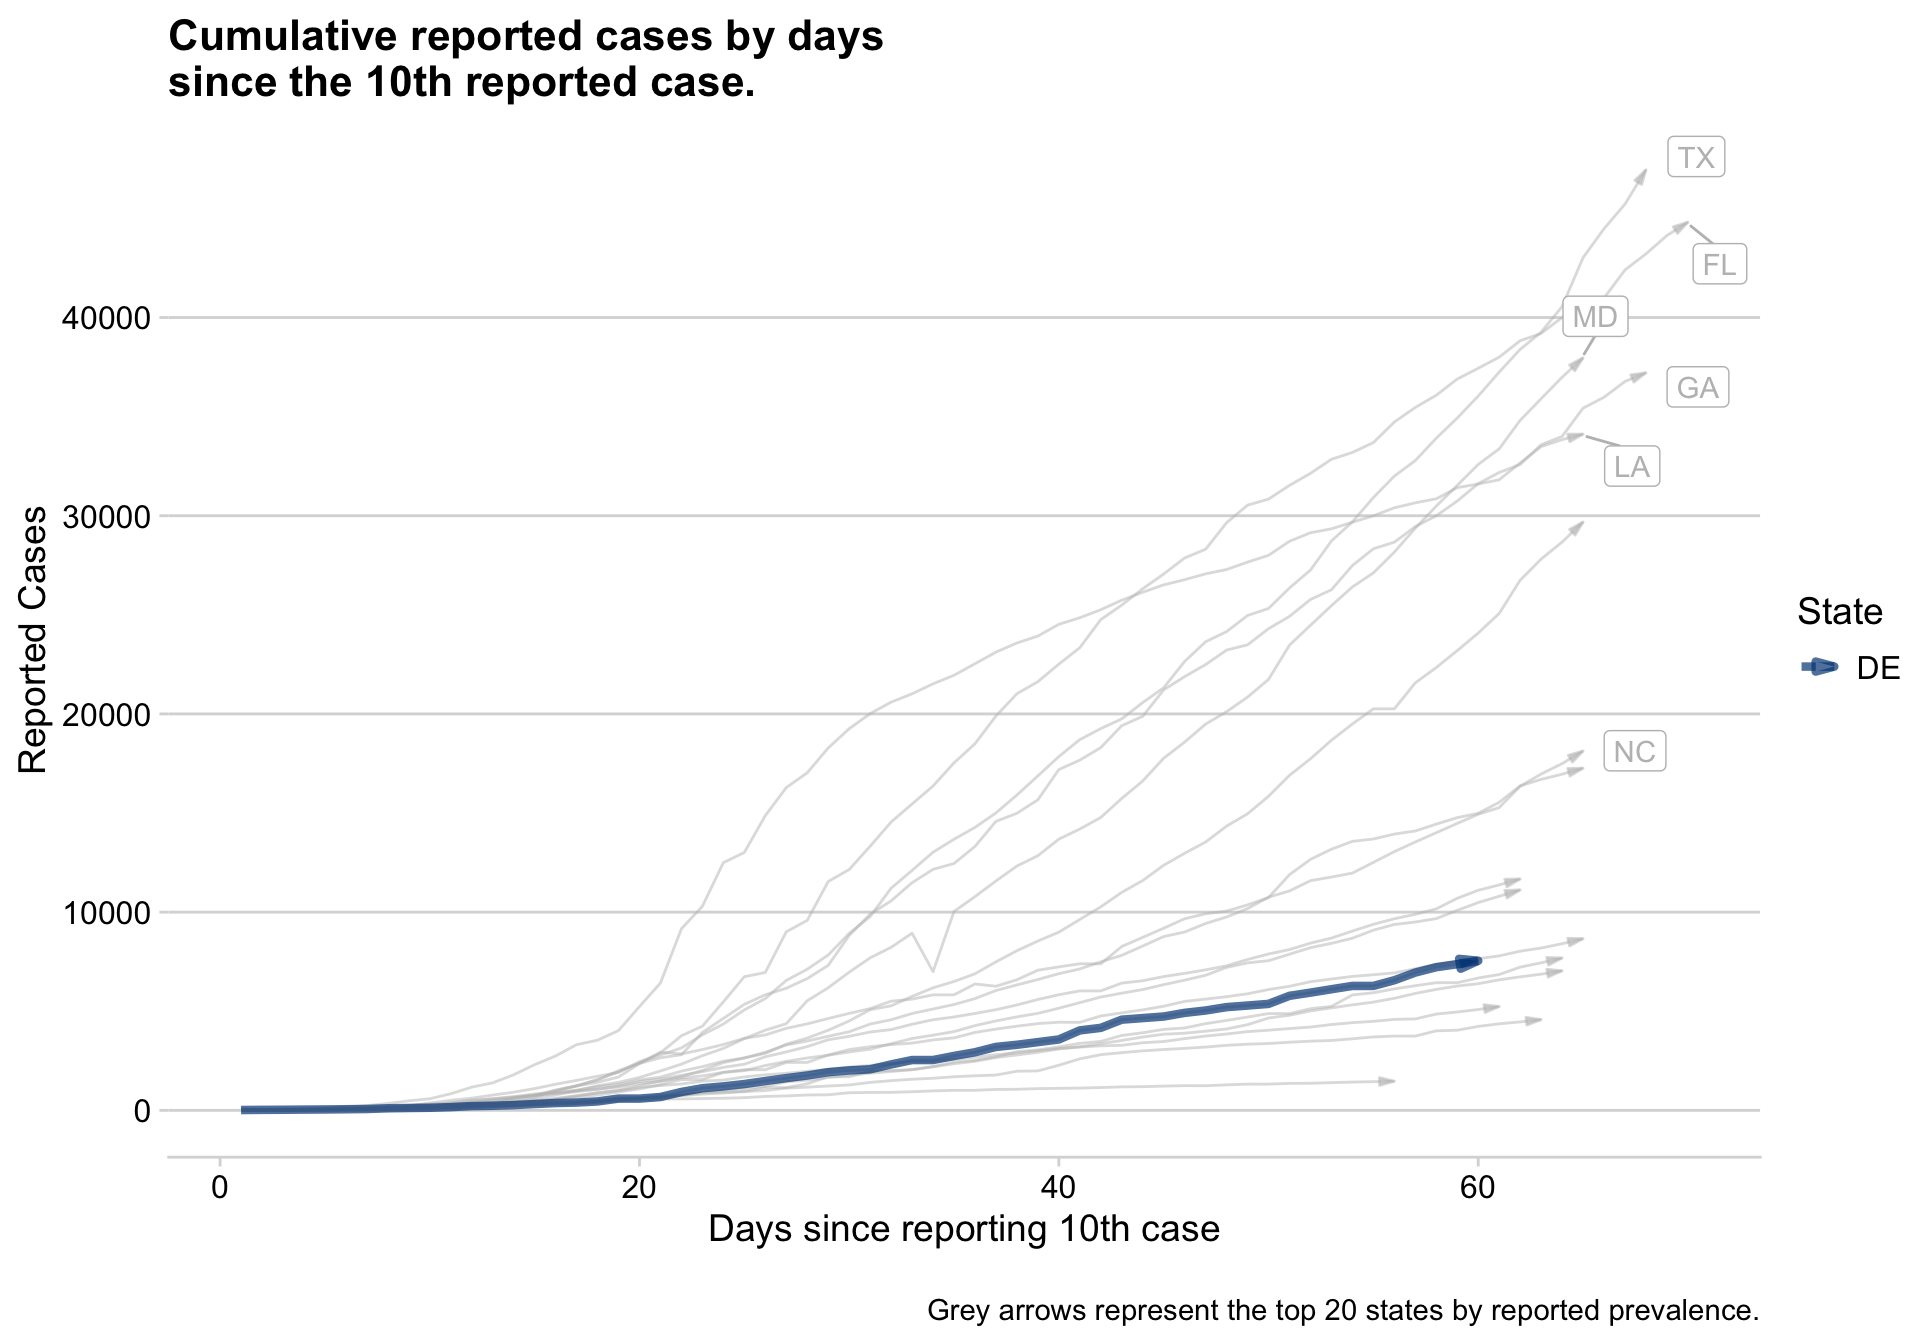 Cumulative reported cases by days
since the 10th reported case.
TX
FL
MD
GA
LA
NC
40000
30000
20000
10000
0
Reported Cases
0 20 40 60
Days since reporting 10th case
State
DE
Grey arrows represent the top 20 states by reported prevalence.